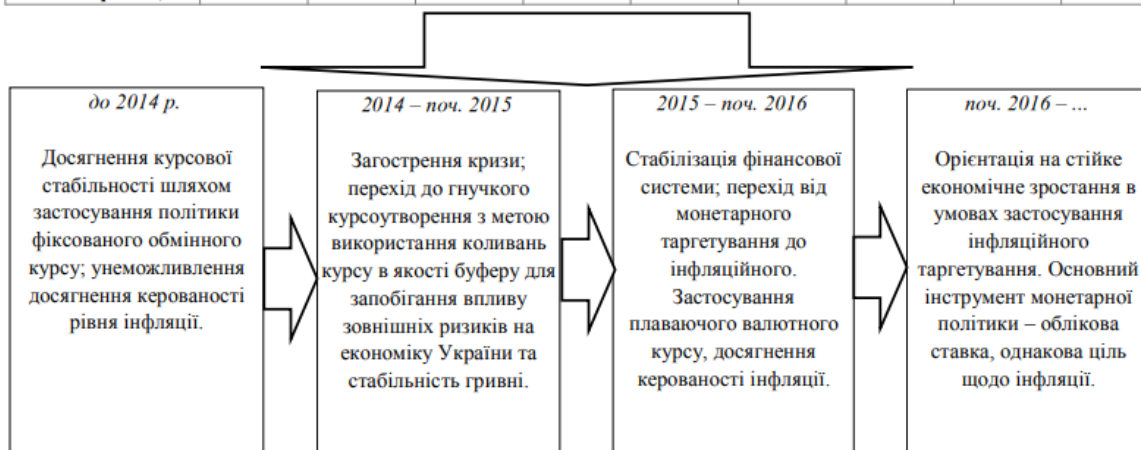 до 2014 р.
Досягнення курсової
стабільності шляхом
застосування політики
фіксованого обмінного
курсу; унеможливлення
досягнення керованості
рівня інфляції.
2014 – поч. 2015
Загострення кризи;
перехід до гнучкого
курсоутворення з метою
використання коливань
курсу в якості буферу для
запобігання впливу
зовнішніх ризиків на
економіку України та
стабільність гривні.
2015 – поч. 2016
Стабілізація фінансової
системи; перехід від
монетарного
таргетування до
інфляційного.
Застосування
плаваючого валютного
курсу, досягнення
керованості інфляції.
поч. 2016 – ...
Орієнтація на стійке
економічне зростання в
умовах застосування
інфляційного
таргетування. Основний
інструмент монетарної
політики – облікова
ставка, однакова ціль
щодо інфляції.